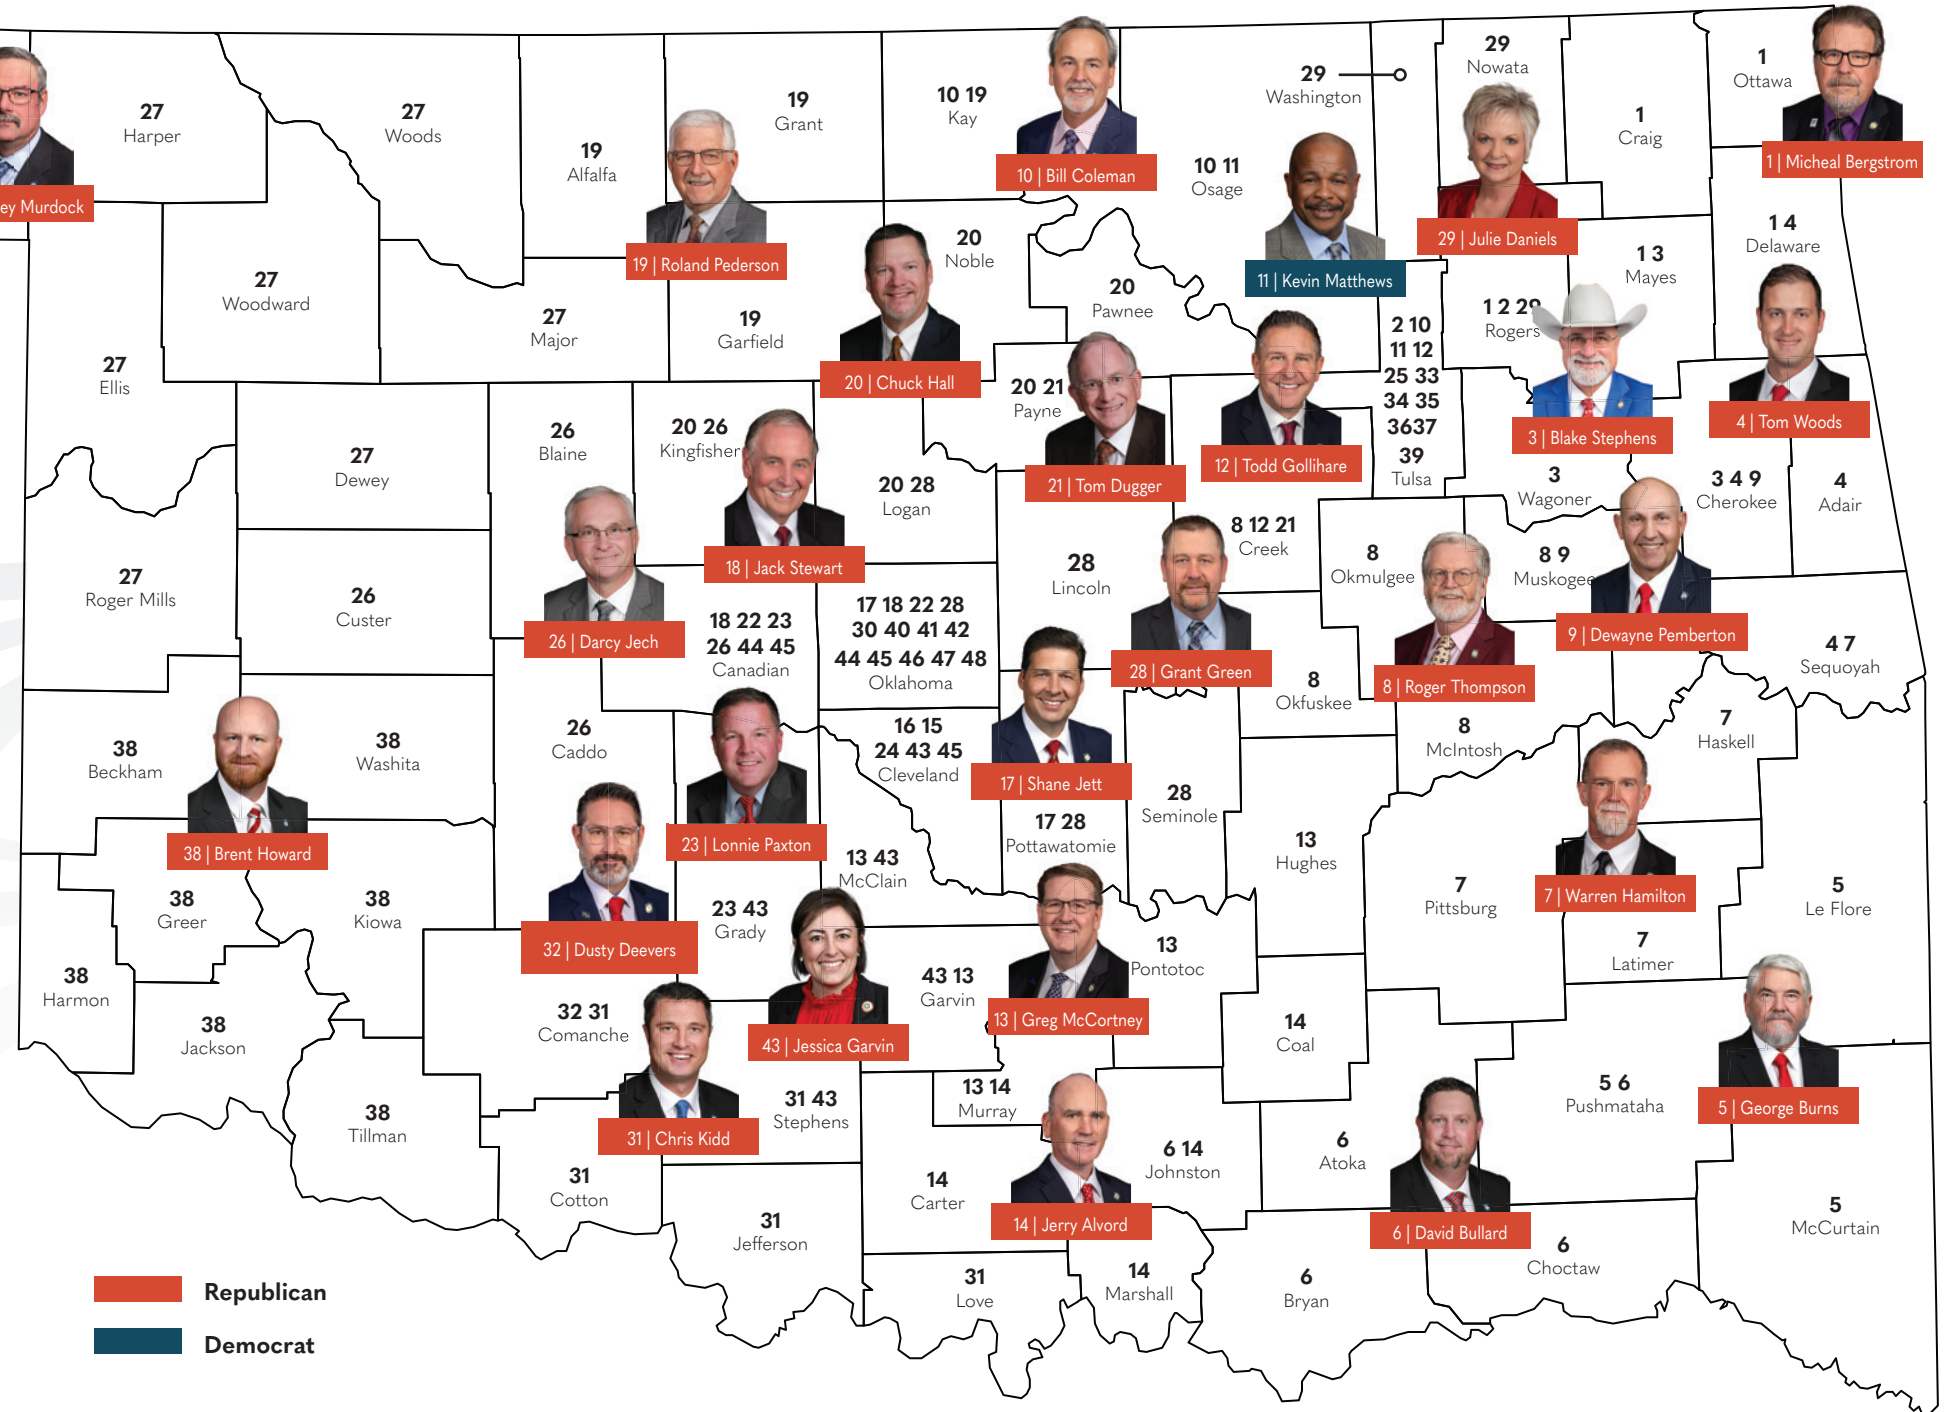 27
Harper
27
Woods
19
Alfalfa
19
Grant
10 19
Kay
10 | Bill Coleman
29
Washington
29
Nowata
1
Craig
1
Ottawa
1 | Micheal Bergstrom
ey Murdock
27
Ellis
27
Woodward
27
Major
19 | Roland Pederson
19
Garfield
20
Noble
20 | Chuck Hall
20
Pawnee
10 11
Osage
11 | Kevin Matthews
29 | Julie Daniels
1 2 29
Rogers
1 3
Mayes
1 4
Delaware
27
Dewey
26
Blaine
20 26
Kingfisher
18 | Jack Stewart
20 28
Logan
20 21
Payne
21 | Tom Dugger
12 | Todd Gollihare
2 10
11 12
25 33
34 35
3637
39
Tulsa
3 | Blake Stephens
4 | Tom Woods
3
Wagoner
3 4 9
Cherokee
4
Adair
27
Roger Mills
26
Custer
26 | Darcy Jech
18 22 23
26 44 45
Canadian
17 18 22 28
30 40 41 42
44 45 46 47 48
Oklahoma
28
Lincoln
8 12 21
Creek
28 | Grant Green
8
Okmulgee
8 9
Muskogee
9 | Dewayne Pemberton
8 | Roger Thompson
4 7
Sequoyah
38
Beckham
38
Washita
38 | Brent Howard
26
Caddo
23 | Lonnie Paxton
16 15
24 43 45
Cleveland
17 | Shane Jett
17 28
Pottawatomie
28
Seminole
8
Okfuskee
8
McIntosh
7
Haskell
38
Harmon
38
Greer
38
Kiowa
32 | Dusty Deevers
23 43
Grady
13 43
McClain
13
Hughes
7
Pittsburg
7 | Warren Hamilton
7
Latimer
5
Le Flore
38
Jackson
32 31
Comanche
43 | Jessica Garvin
43 13
Garvin
13 | Greg McCortney
13
Pontotoc
14
Coal
5 6
Pushmataha
5 | George Burns
38
Tillman
31 | Chris Kidd
31 43
Stephens
13 14
Murray
6 14
Johnston
6
Atoka
6 | David Bullard
31
Cotton
31
Jefferson
14
Carter
14 | Jerry Alvord
31
Love
14
Marshall
6
Bryan
6
Choctaw
5
McCurtain
Republican
Democrat